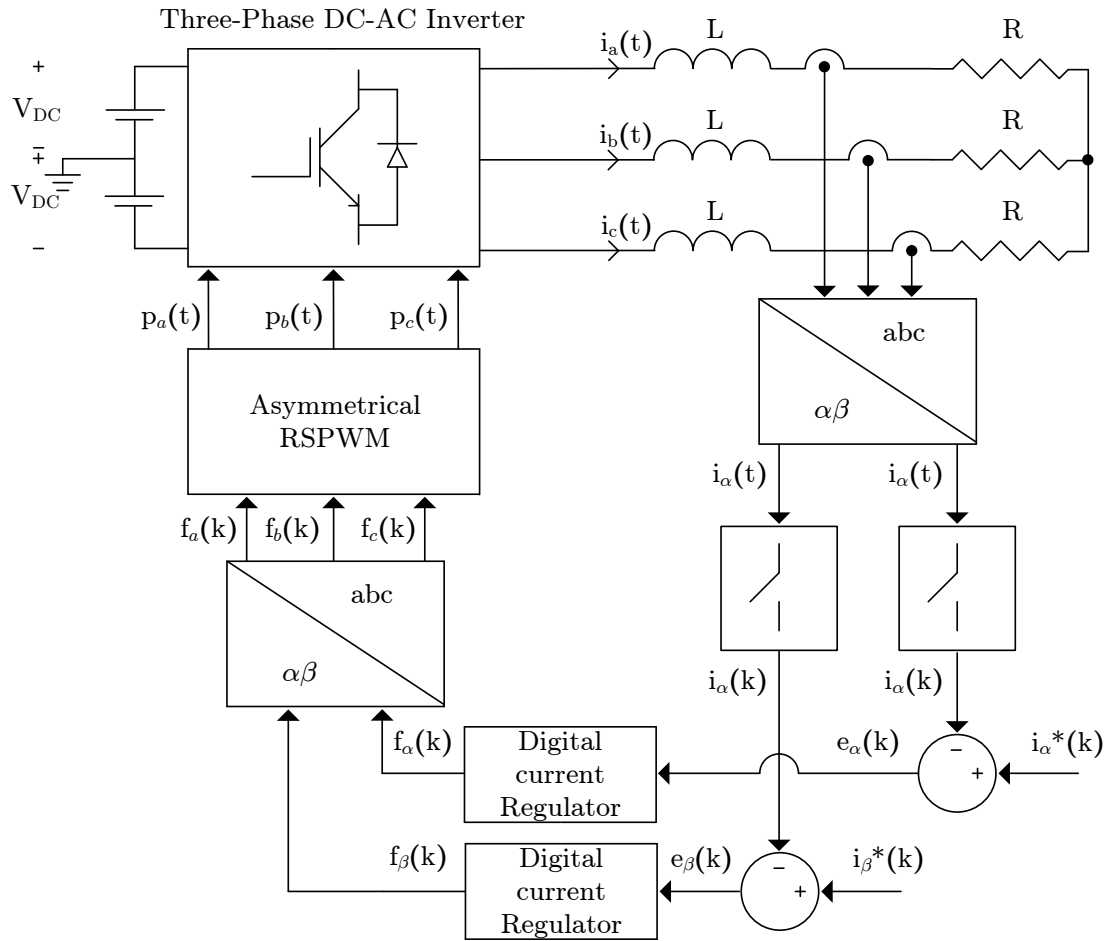 Three-Phase DC-AC Inverter
+
V_DC
−
+
V_DC
−
i_a(t)
L
R
i_b(t)
L
R
i_c(t)
L
R
p_a(t)
p_b(t)
p_c(t)
abc
αβ
Asymmetrical
RSPWM
i_α(t)
i_α(t)
f_a(k)
f_b(k)
f_c(k)
abc
αβ
i_α(k)
i_α(k)
f_α(k)
Digital
current
Regulator
e_α(k)
−
+
i_α*(k)
f_β(k)
Digital
current
Regulator
e_β(k)
−
+
i_β*(k)